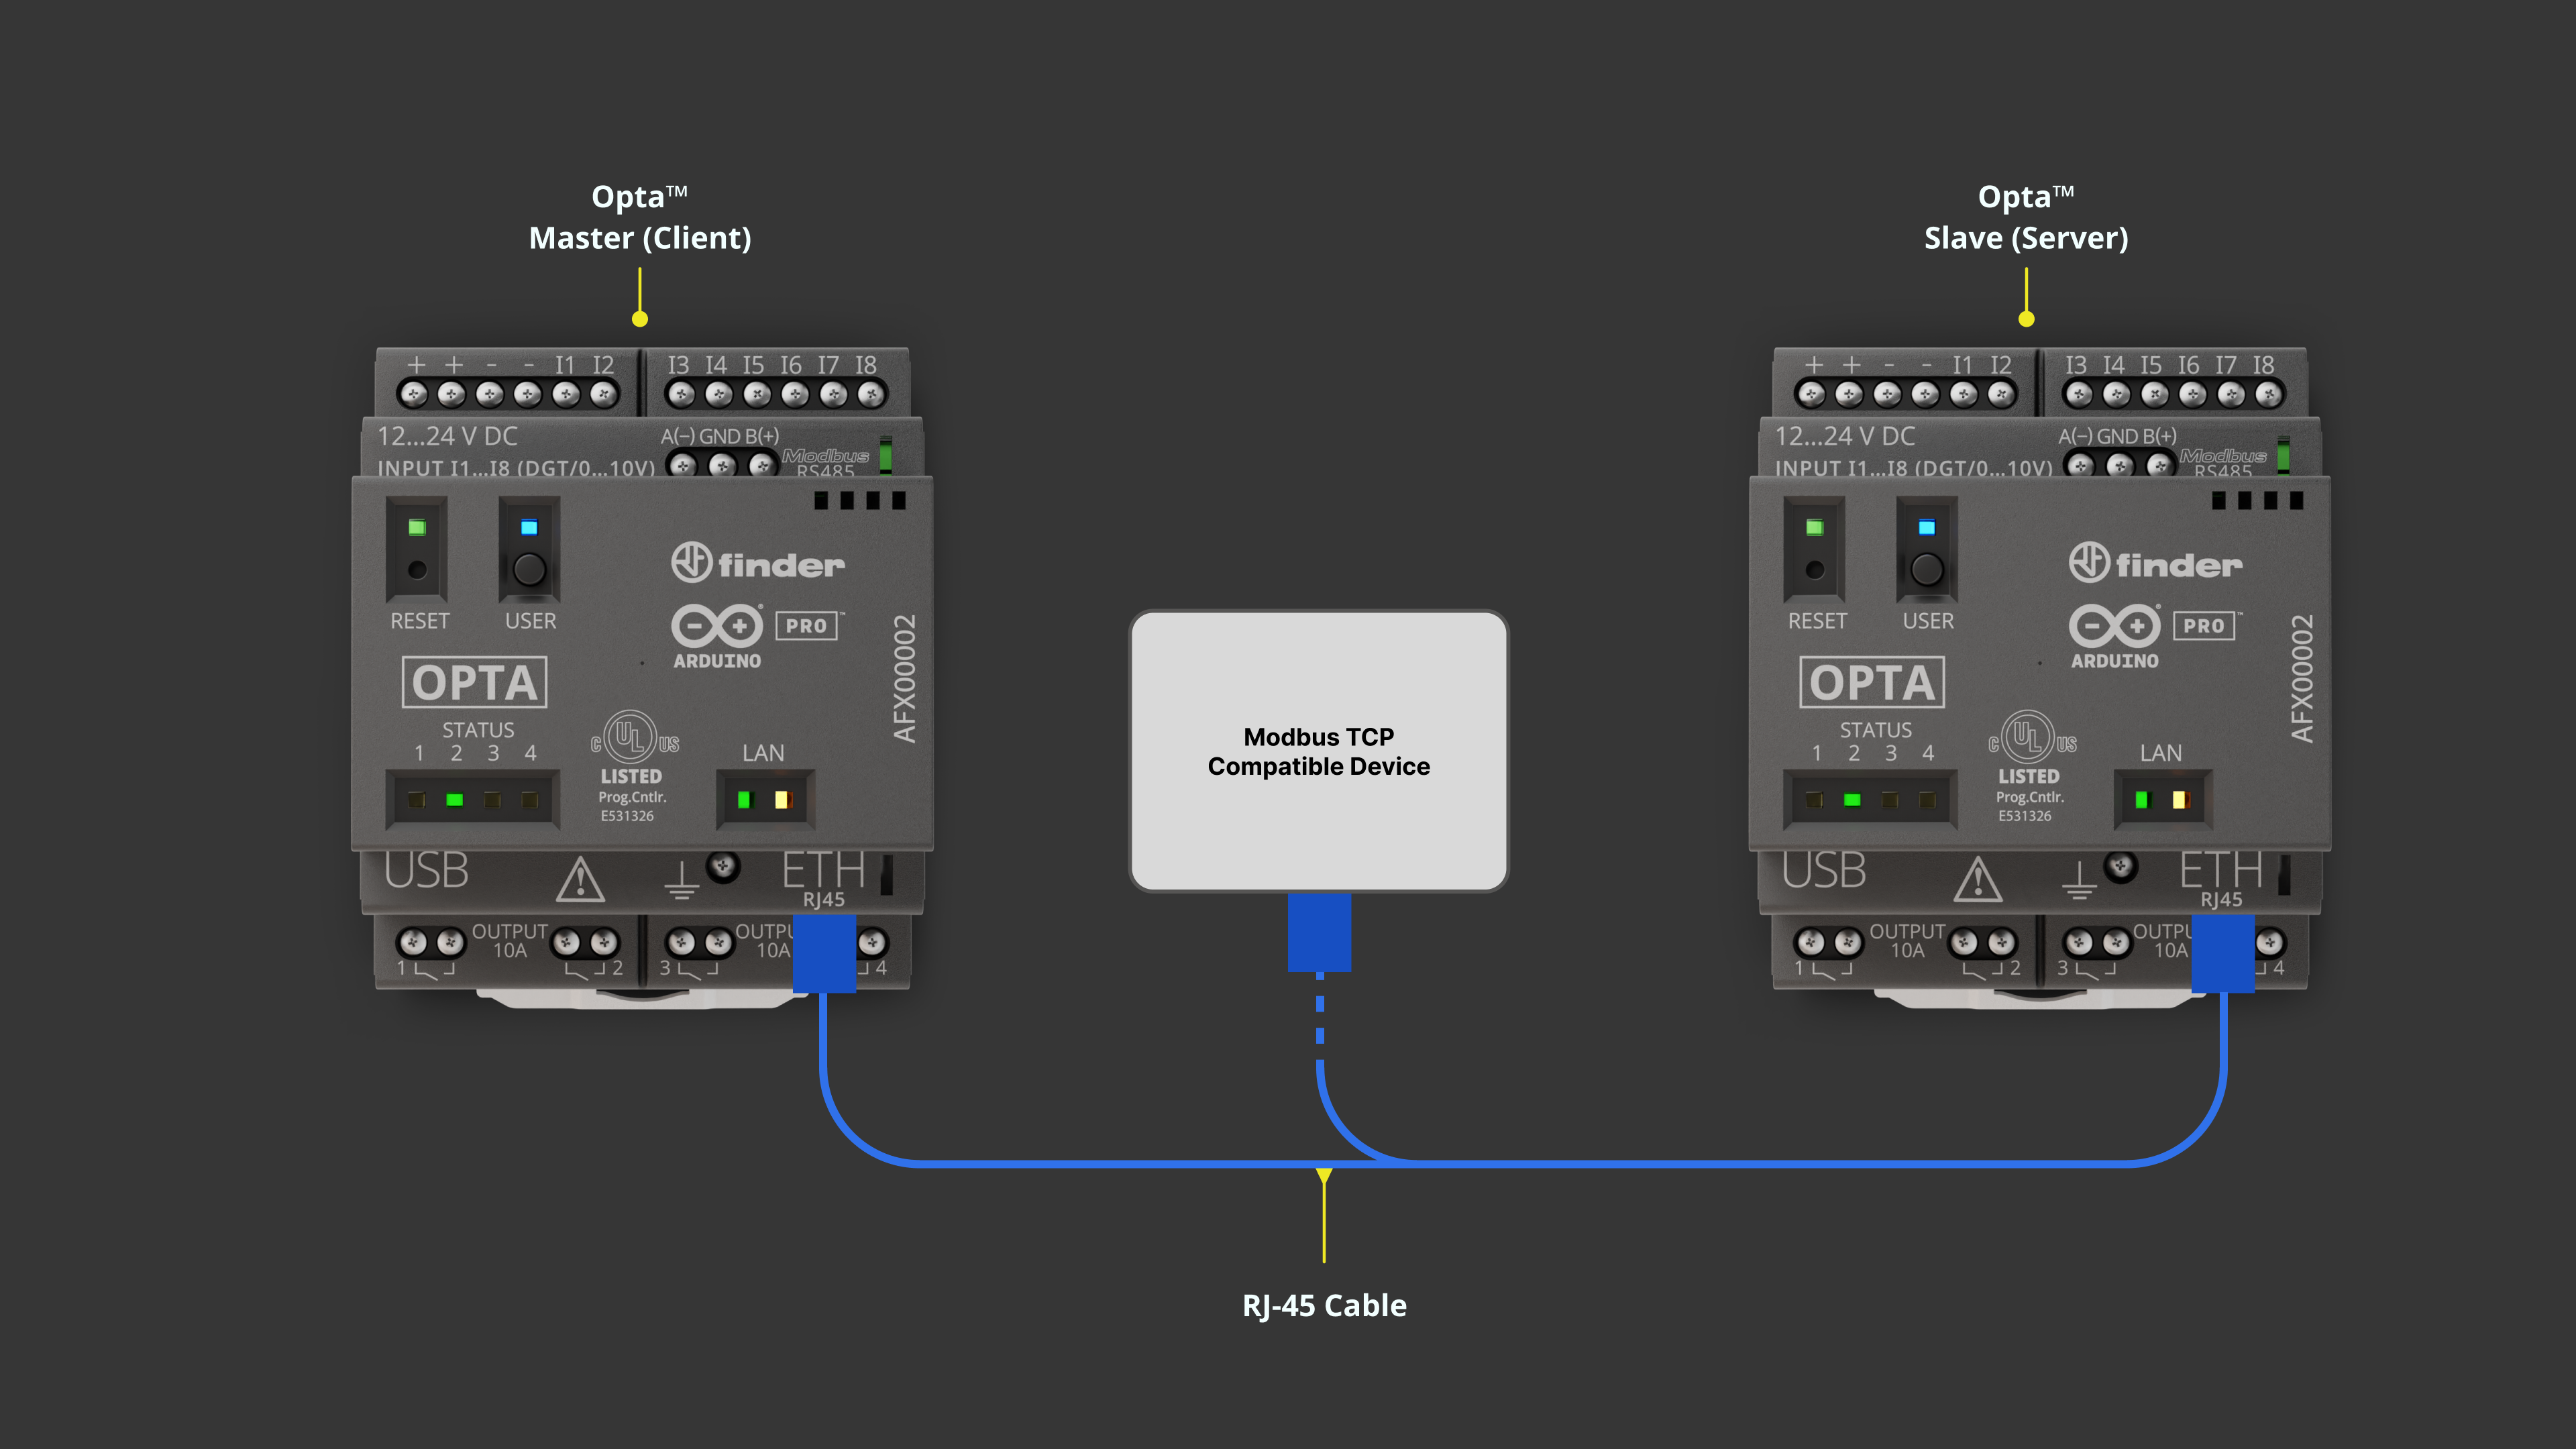 Opta™
Master (Client)
+ + - - I1 I2 I3 I4 I5 I6 I7 I8
12...24 V DC
A(−) GND B(+)
INPUT I1...I8 (DGT/0...10V)
Modbus
RS485
finder
RESET USER
ARDUINO
PRO™
OPTA
AFX00002
STATUS
1 2 3 4
C UL US
LISTED
Prog.Cntlr.
E531326
LAN
USB
ETH
RJ45
OUTPUT
10A
1 2
OUTPU
10A
3 4
Modbus TCP
Compatible Device
Opta™
Slave (Server)
+ + - - I1 I2 I3 I4 I5 I6 I7 I8
12...24 V DC
A(−) GND B(+)
INPUT I1...I8 (DGT/0...10V)
Modbus
RS485
finder
RESET USER
ARDUINO
PRO™
OPTA
AFX00002
STATUS
1 2 3 4
C UL US
LISTED
Prog.Cntlr.
E531326
LAN
USB
ETH
RJ45
OUTPUT
10A
1 2
OUTPU
10A
3 4
RJ-45 Cable